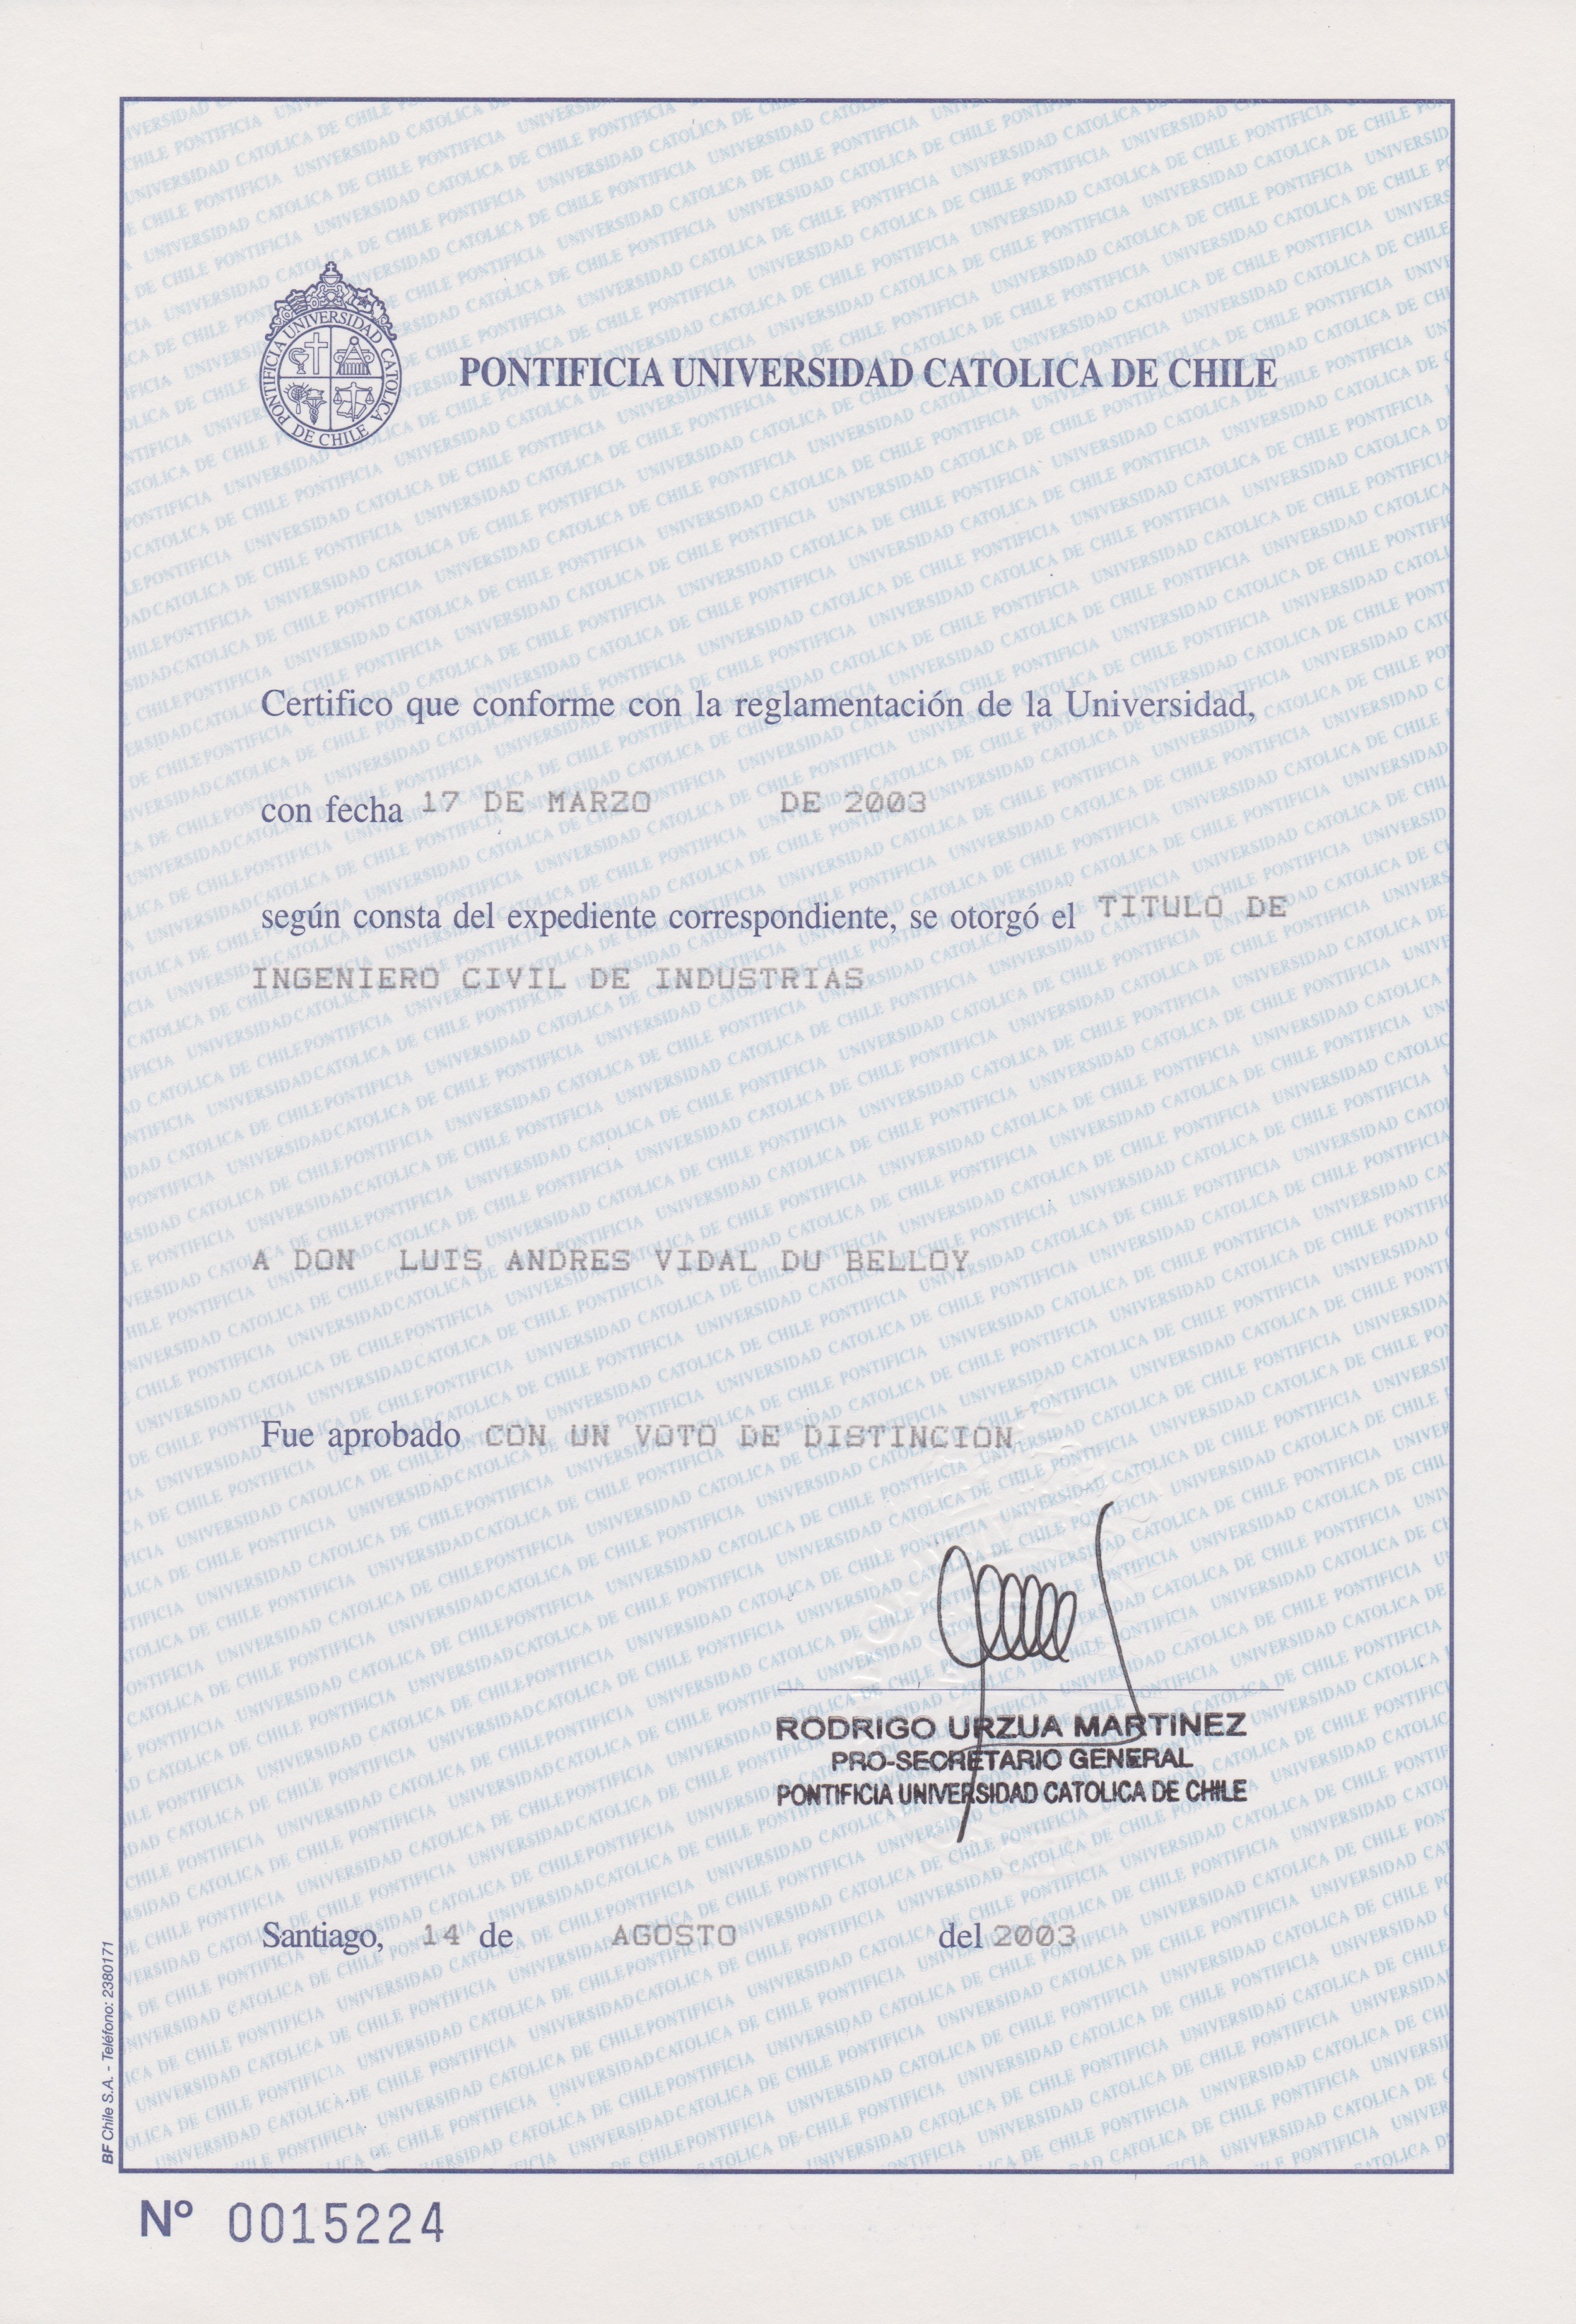 PONTIFICIA UNIVERSIDAD CATOLICA DE CHILE
PONTIFICIA UNIVERSIDAD CATOLICA DE CHILE
Certifico que conforme con la reglamentación de la Universidad,
con fecha 17 DE MARZO DE 2003
según consta del expediente correspondiente, se otorgó el TITULO DE
INGENIERO CIVIL DE INDUSTRIAS
A DON LUIS ANDRES VIDAL DU BELLOY
Fue aprobado CON UN VOTO DE DISTINCION
RODRIGO URZUA MARTINEZ
PRO-SECRETARIO GENERAL
PONTIFICIA UNIVERSIDAD CATOLICA DE CHILE
Santiago, 14 de AGOSTO del 2003
BF Chile S.A. - Teléfono: 2380171
Nº 0015224